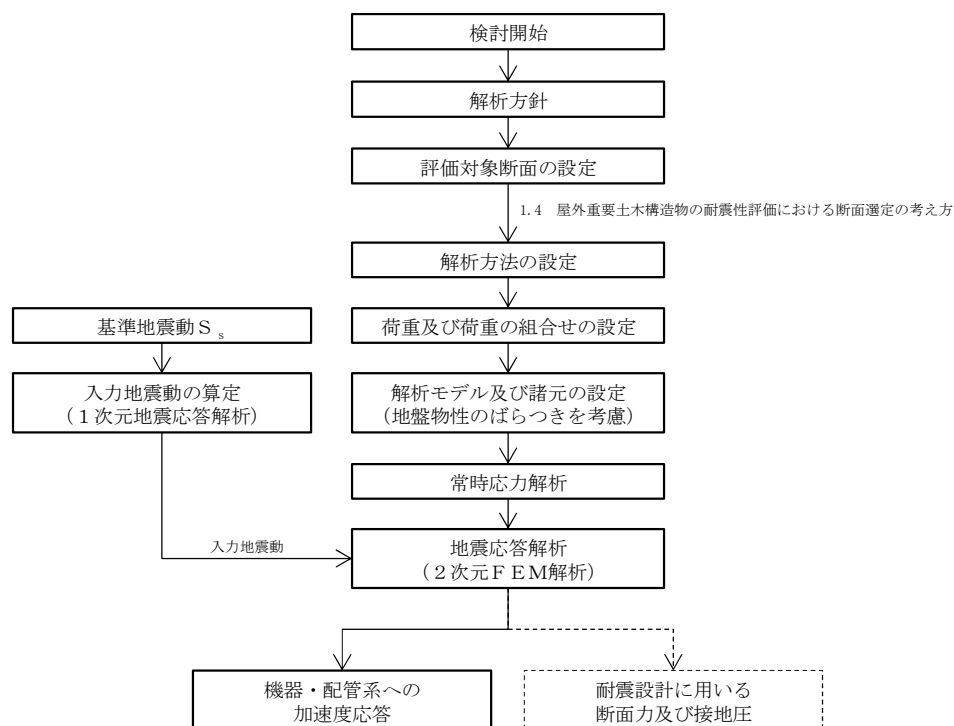 検討開始
解析方針
評価対象断面の設定
1.4　屋外重要土木構造物の耐震性評価における断面選定の考え方
解析方法の設定
基準地震動Ｓs
荷重及び荷重の組合せの設定
入力地震動の算定
（１次元地震応答解析）
解析モデル及び諸元の設定
（地盤物性のばらつきを考慮）
常時応力解析
入力地震動
地震応答解析
（２次元ＦＥＭ解析）
機器・配管系への
加速度応答
耐震設計に用いる
断面力及び接地圧